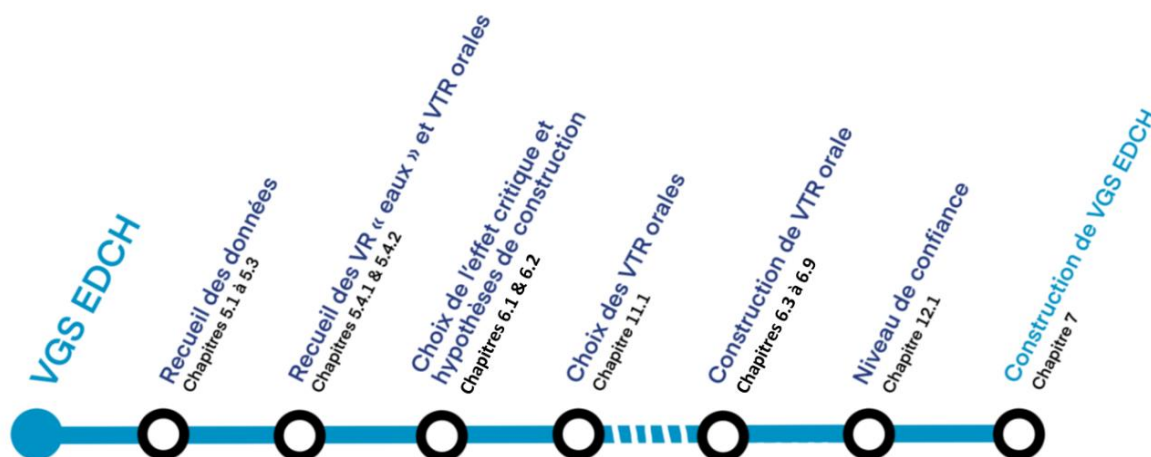 VGS EDCH
Recueil des données
Chapitres 5.1 à 5.3
Recueil des VR « eaux » et VTR orales
Chapitres 5.4.1 & 5.4.2
Choix de l'effet critique et
hypothèses de construction
Chapitres 6.1 & 6.2
Choix des VTR orales
Chapitre 11.1
Construction de VTR orale
Chapitres 6.3 à 6.9
Niveau de confiance
Chapitre 12.1
Construction de VGS EDCH
Chapitre 7